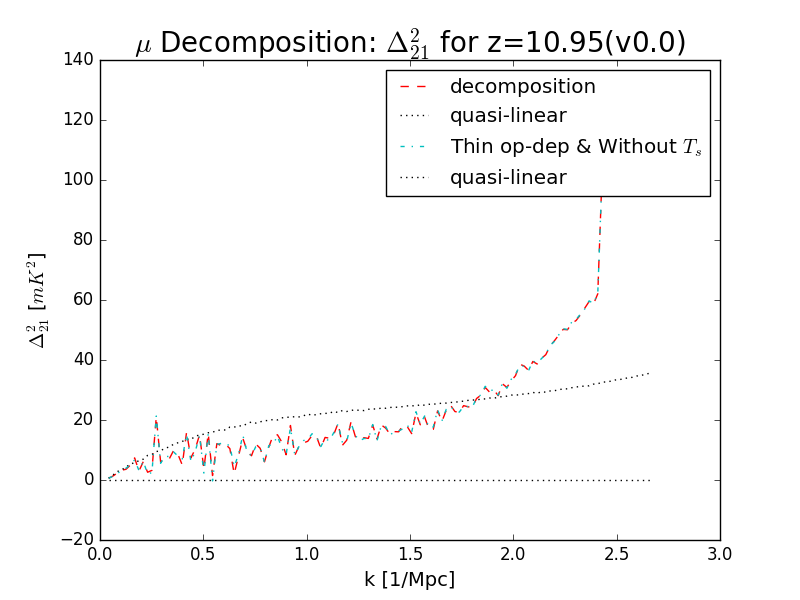 μ Decomposition: Δ²₂₁ for z=10.95(v0.0)
140
120
100
80
60
40
20
0
−20
Δ²₂₁ [mK²]
decomposition
quasi-linear
Thin op-dep & Without Tₛ
quasi-linear
0.0 0.5 1.0 1.5 2.0 2.5 3.0
k [1/Mpc]